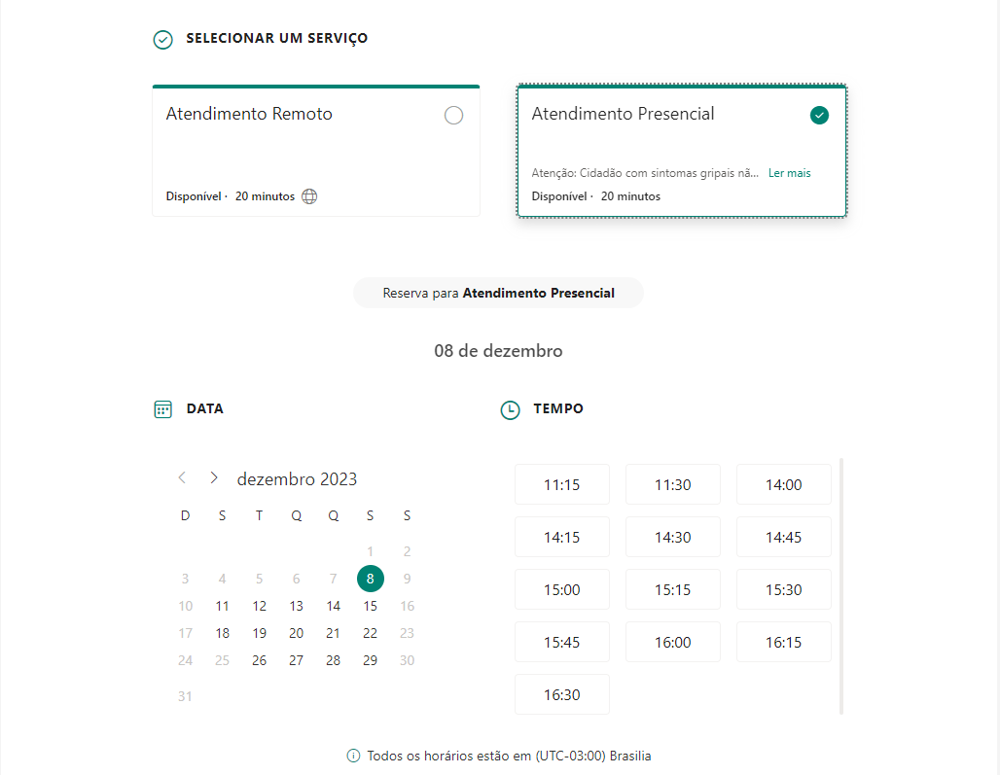 SELECIONAR UM SERVIÇO
Atendimento Remoto
Disponível · 20 minutos
Atendimento Presencial
Atenção: Cidadão com sintomas gripais nã... Ler mais
Disponível · 20 minutos
Reserva para Atendimento Presencial
08 de dezembro
DATA
dezembro 2023
D S T Q Q S S
1 2
3 4 5 6 7 8 9
10 11 12 13 14 15 16
17 18 19 20 21 22 23
24 25 26 27 28 29 30
31
TEMPO
11:15 11:30 14:00
14:15 14:30 14:45
15:00 15:15 15:30
15:45 16:00 16:15
16:30
Todos os horários estão em (UTC-03:00) Brasilia